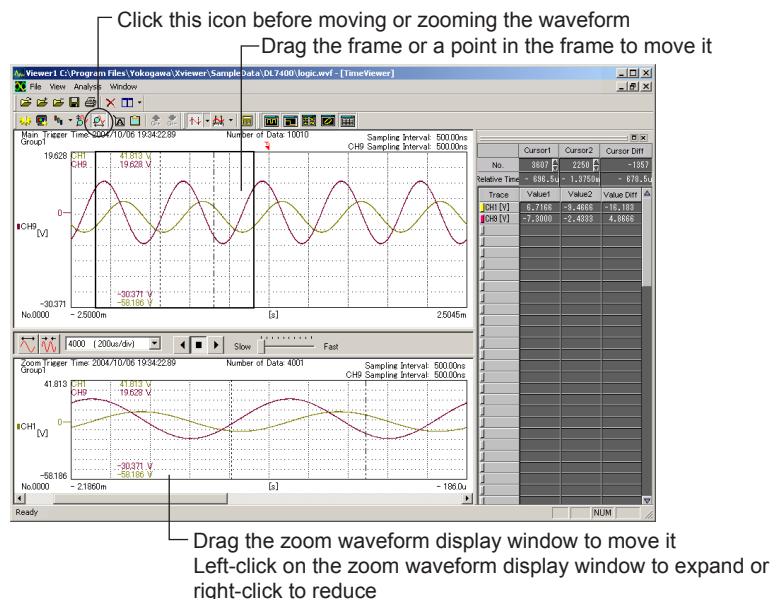 Click this icon before moving or zooming the waveform
Drag the frame or a point in the frame to move it
Viewer1 C:\Program Files\Yokogawa\Xviewer\SampleData\DL7400\logic.wvf - [TimeViewer]
File View Analysis Window
Main Trigger Time: 2004/10/06 19:34:22.89 Number of Data: 10010 Sampling Interval: 500.00ns
Group1 CH9 Sampling Interval: 500.00ns
19.628 CH1 41.813 V
CH9 19.628 V
0
CH9
[V]
-30.371 V
-30.371 -58.186 V
No.0000 - 2.5000m [s] 2.5045m
4000 ( 200us/div) Slow Fast
Zoom Trigger Time: 2004/10/06 19:34:22.89 Number of Data: 4001 Sampling Interval: 500.00ns
Group1 CH9 Sampling Interval: 500.00ns
41.813 CH1 41.813 V
CH9 19.628 V
0
CH1
[V]
-30.371 V
-58.186 -58.186 V
No.0000 - 2.1860m [s] - 186.0u
Cursor1 Cursor2 Cursor Diff
No. 3607 2250 -1357
Relative Time - 696.5u - 1.3750m - 678.5u
Trace Value1 Value2 Value Diff
CH1 [V] 6.7166 -9.4666 -16.183
CH9 [V] -7.3000 -2.4333 4.8666
Ready NUM
Drag the zoom waveform display window to move it
Left-click on the zoom waveform display window to expand or
right-click to reduce